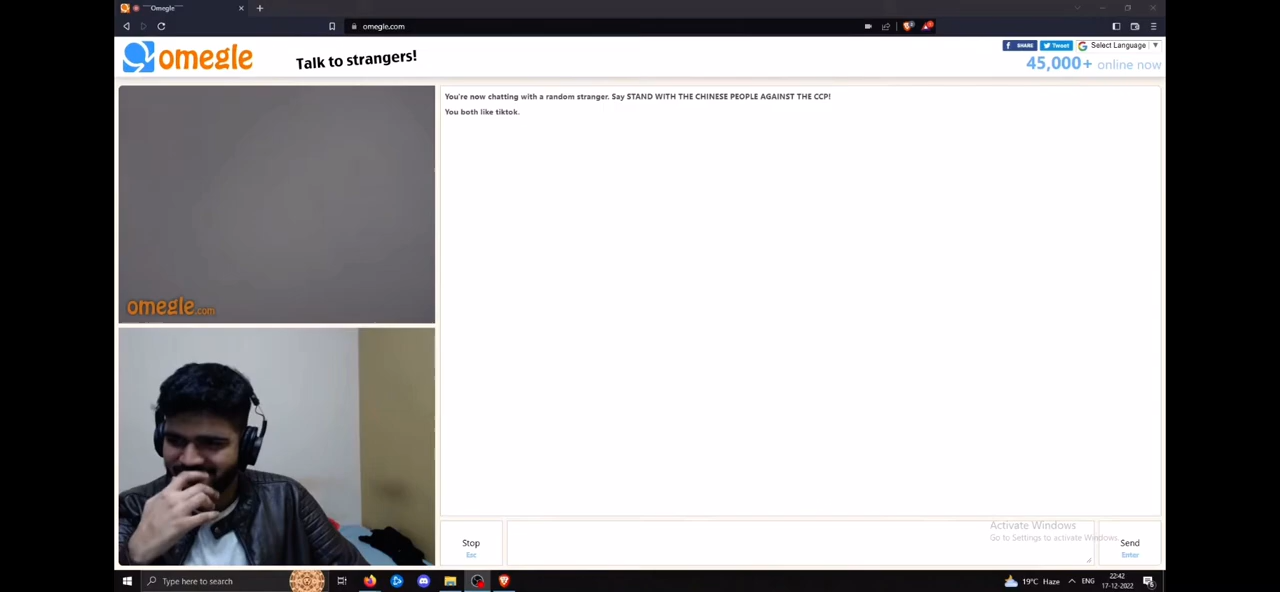 omegle.com
omegle
Talk to strangers!
SHARE
Tweet
Select Language
45,000+ online now
You're now chatting with a random stranger. Say STAND WITH THE CHINESE PEOPLE AGAINST THE CCP!
You both like tiktok.
omegle.com
Stop
Esc
Activate Windows
Go to Settings to activate Windows.
Send
Enter
Type here to search
19°C Haze
ENG
22:42
17-12-2022